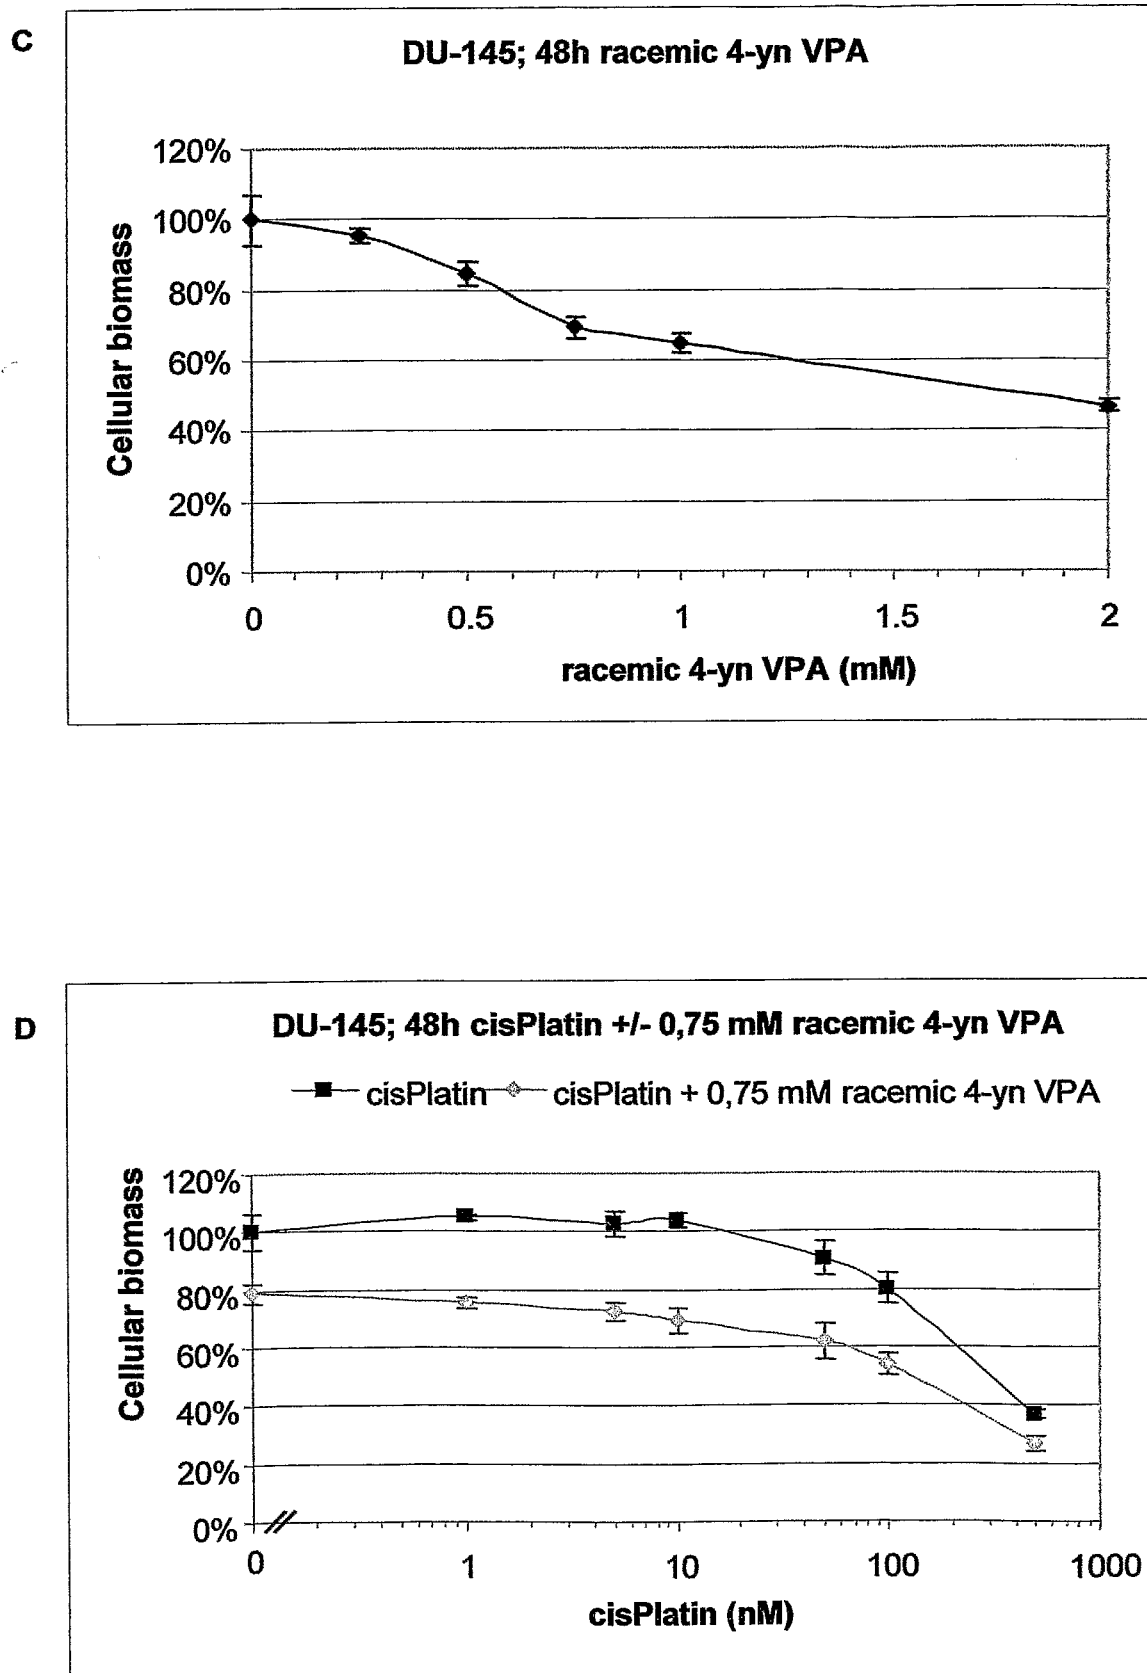 C
DU-145; 48h racemic 4-yn VPA
120%
100%
80%
60%
40%
20%
0%
Cellular biomass
0 0.5 1 1.5 2
racemic 4-yn VPA (mM)
D
DU-145; 48h cisPlatin +/- 0,75 mM racemic 4-yn VPA
cisPlatin cisPlatin + 0,75 mM racemic 4-yn VPA
120%
100%
80%
60%
40%
20%
0%
Cellular biomass
0 1 10 100 1000
cisPlatin (nM)